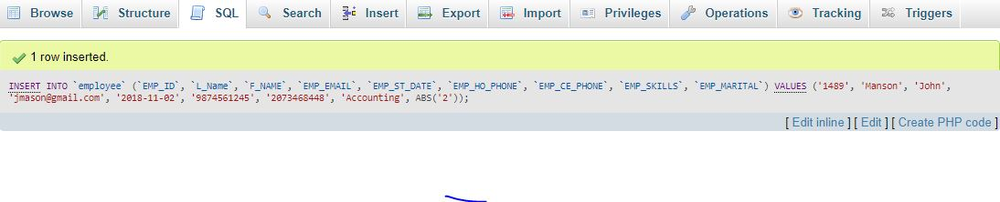 Browse Structure SQL Search Insert Export Import Privileges Operations Tracking Triggers
1 row inserted.
INSERT INTO `employee` (`EMP_ID`, `L_Name`, `F_NAME`, `EMP_EMAIL`, `EMP_ST_DATE`, `EMP_HO_PHONE`, `EMP_CE_PHONE`, `EMP_SKILLS`, `EMP_MARITAL`) VALUES ('1489', 'Manson', 'John',
'jmason@gmail.com', '2018-11-02', '9874561245', '2073468448', 'Accounting', ABS('2'));
[ Edit inline ] [ Edit ] [ Create PHP code ]